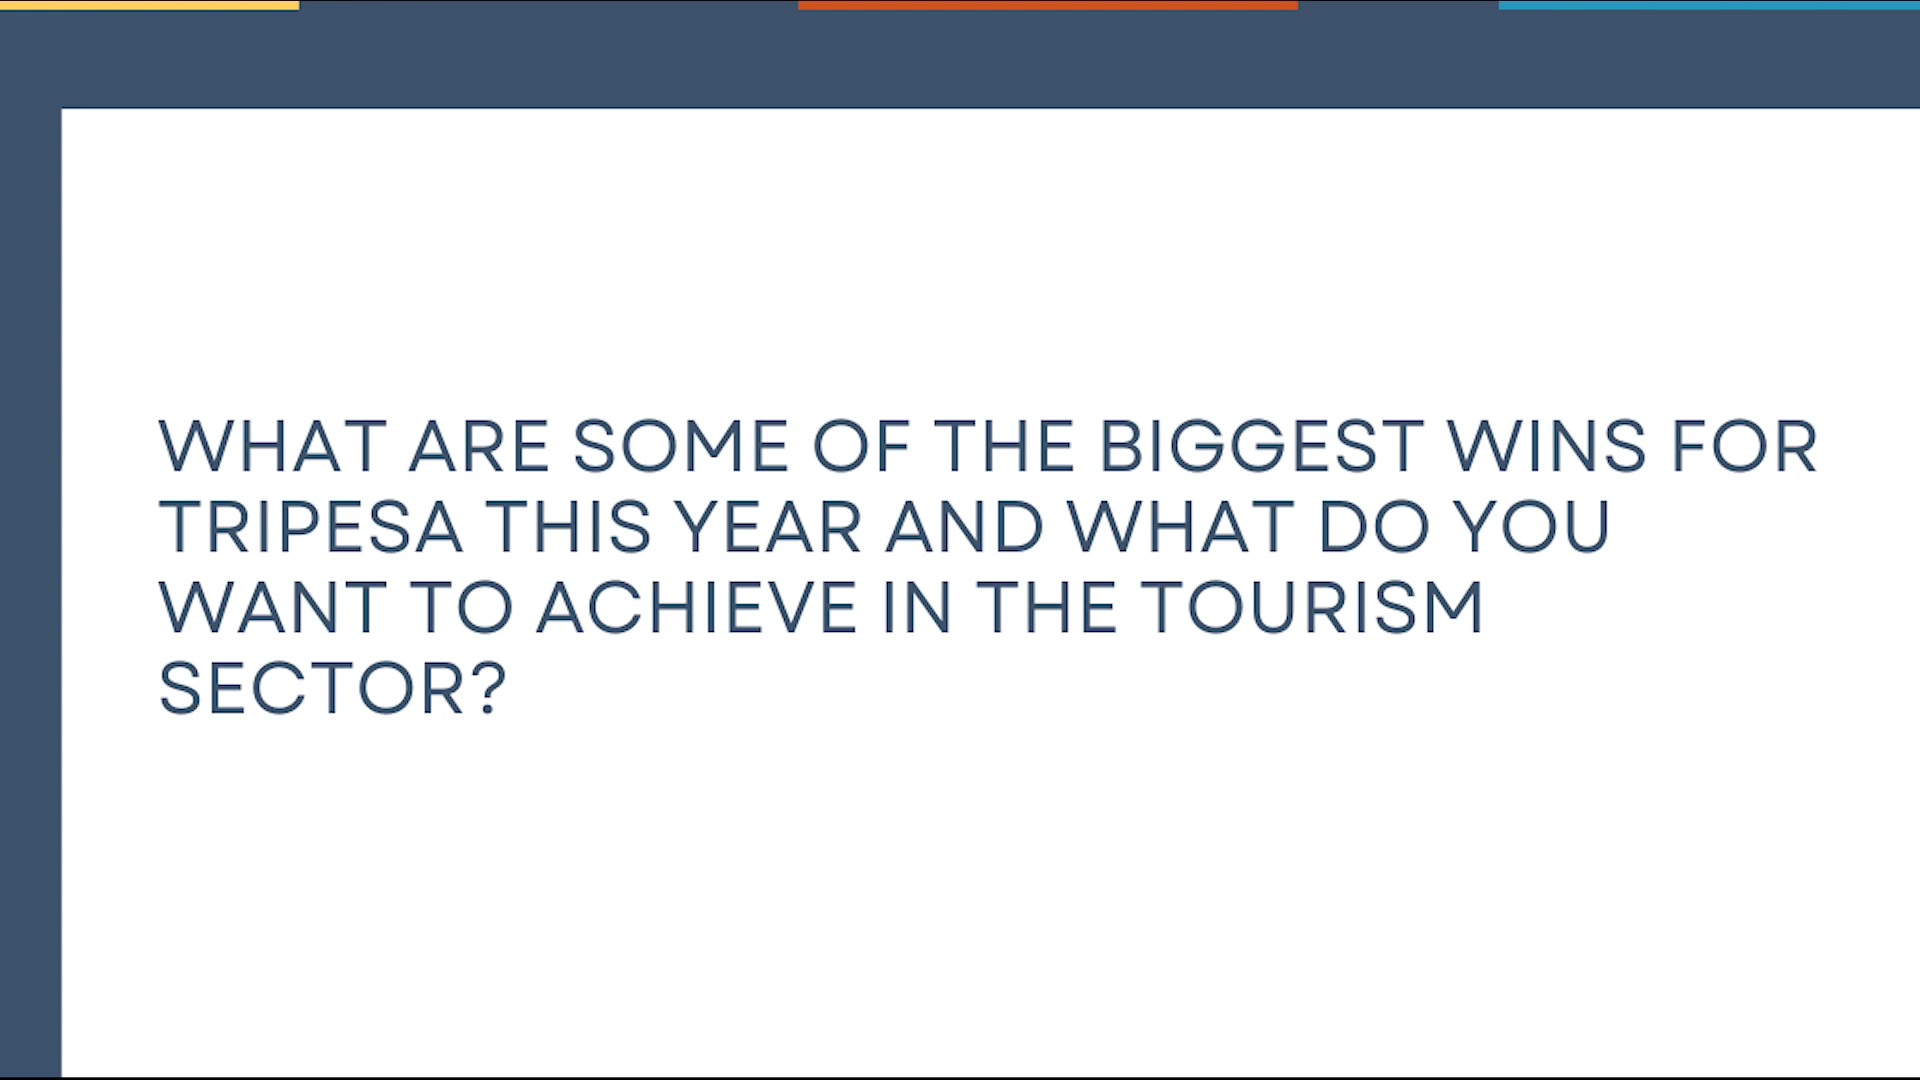 WHAT ARE SOME OF THE BIGGEST WINS FOR
TRIPESA THIS YEAR AND WHAT DO YOU
WANT TO ACHIEVE IN THE TOURISM
SECTOR?